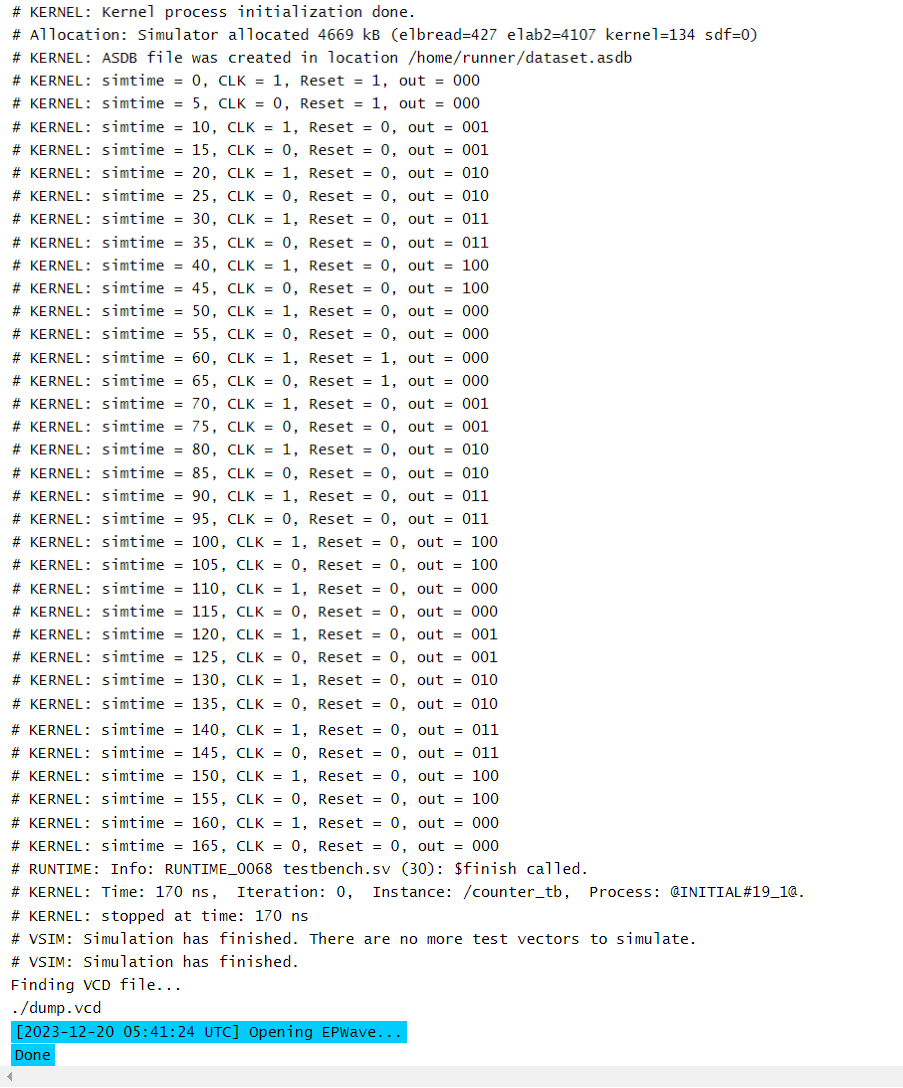 # KERNEL: Kernel process initialization done.
# Allocation: Simulator allocated 4669 kB (elbread=427 elab2=4107 kernel=134 sdf=0)
# KERNEL: ASDB file was created in location /home/runner/dataset.asdb
# KERNEL: simtime = 0, CLK = 1, Reset = 1, out = 000
# KERNEL: simtime = 5, CLK = 0, Reset = 1, out = 000
# KERNEL: simtime = 10, CLK = 1, Reset = 0, out = 001
# KERNEL: simtime = 15, CLK = 0, Reset = 0, out = 001
# KERNEL: simtime = 20, CLK = 1, Reset = 0, out = 010
# KERNEL: simtime = 25, CLK = 0, Reset = 0, out = 010
# KERNEL: simtime = 30, CLK = 1, Reset = 0, out = 011
# KERNEL: simtime = 35, CLK = 0, Reset = 0, out = 011
# KERNEL: simtime = 40, CLK = 1, Reset = 0, out = 100
# KERNEL: simtime = 45, CLK = 0, Reset = 0, out = 100
# KERNEL: simtime = 50, CLK = 1, Reset = 0, out = 000
# KERNEL: simtime = 55, CLK = 0, Reset = 0, out = 000
# KERNEL: simtime = 60, CLK = 1, Reset = 1, out = 000
# KERNEL: simtime = 65, CLK = 0, Reset = 1, out = 000
# KERNEL: simtime = 70, CLK = 1, Reset = 0, out = 001
# KERNEL: simtime = 75, CLK = 0, Reset = 0, out = 001
# KERNEL: simtime = 80, CLK = 1, Reset = 0, out = 010
# KERNEL: simtime = 85, CLK = 0, Reset = 0, out = 010
# KERNEL: simtime = 90, CLK = 1, Reset = 0, out = 011
# KERNEL: simtime = 95, CLK = 0, Reset = 0, out = 011
# KERNEL: simtime = 100, CLK = 1, Reset = 0, out = 100
# KERNEL: simtime = 105, CLK = 0, Reset = 0, out = 100
# KERNEL: simtime = 110, CLK = 1, Reset = 0, out = 000
# KERNEL: simtime = 115, CLK = 0, Reset = 0, out = 000
# KERNEL: simtime = 120, CLK = 1, Reset = 0, out = 001
# KERNEL: simtime = 125, CLK = 0, Reset = 0, out = 001
# KERNEL: simtime = 130, CLK = 1, Reset = 0, out = 010
# KERNEL: simtime = 135, CLK = 0, Reset = 0, out = 010
# KERNEL: simtime = 140, CLK = 1, Reset = 0, out = 011
# KERNEL: simtime = 145, CLK = 0, Reset = 0, out = 011
# KERNEL: simtime = 150, CLK = 1, Reset = 0, out = 100
# KERNEL: simtime = 155, CLK = 0, Reset = 0, out = 100
# KERNEL: simtime = 160, CLK = 1, Reset = 0, out = 000
# KERNEL: simtime = 165, CLK = 0, Reset = 0, out = 000
# RUNTIME: Info: RUNTIME_0068 testbench.sv (30): $finish called.
# KERNEL: Time: 170 ns,  Iteration: 0,  Instance: /counter_tb,  Process: @INITIAL#19_1@.
# KERNEL: stopped at time: 170 ns
# VSIM: Simulation has finished. There are no more test vectors to simulate.
# VSIM: Simulation has finished.
Finding VCD file...
./dump.vcd
[2023-12-20 05:41:24 UTC] Opening EPWave...
Done